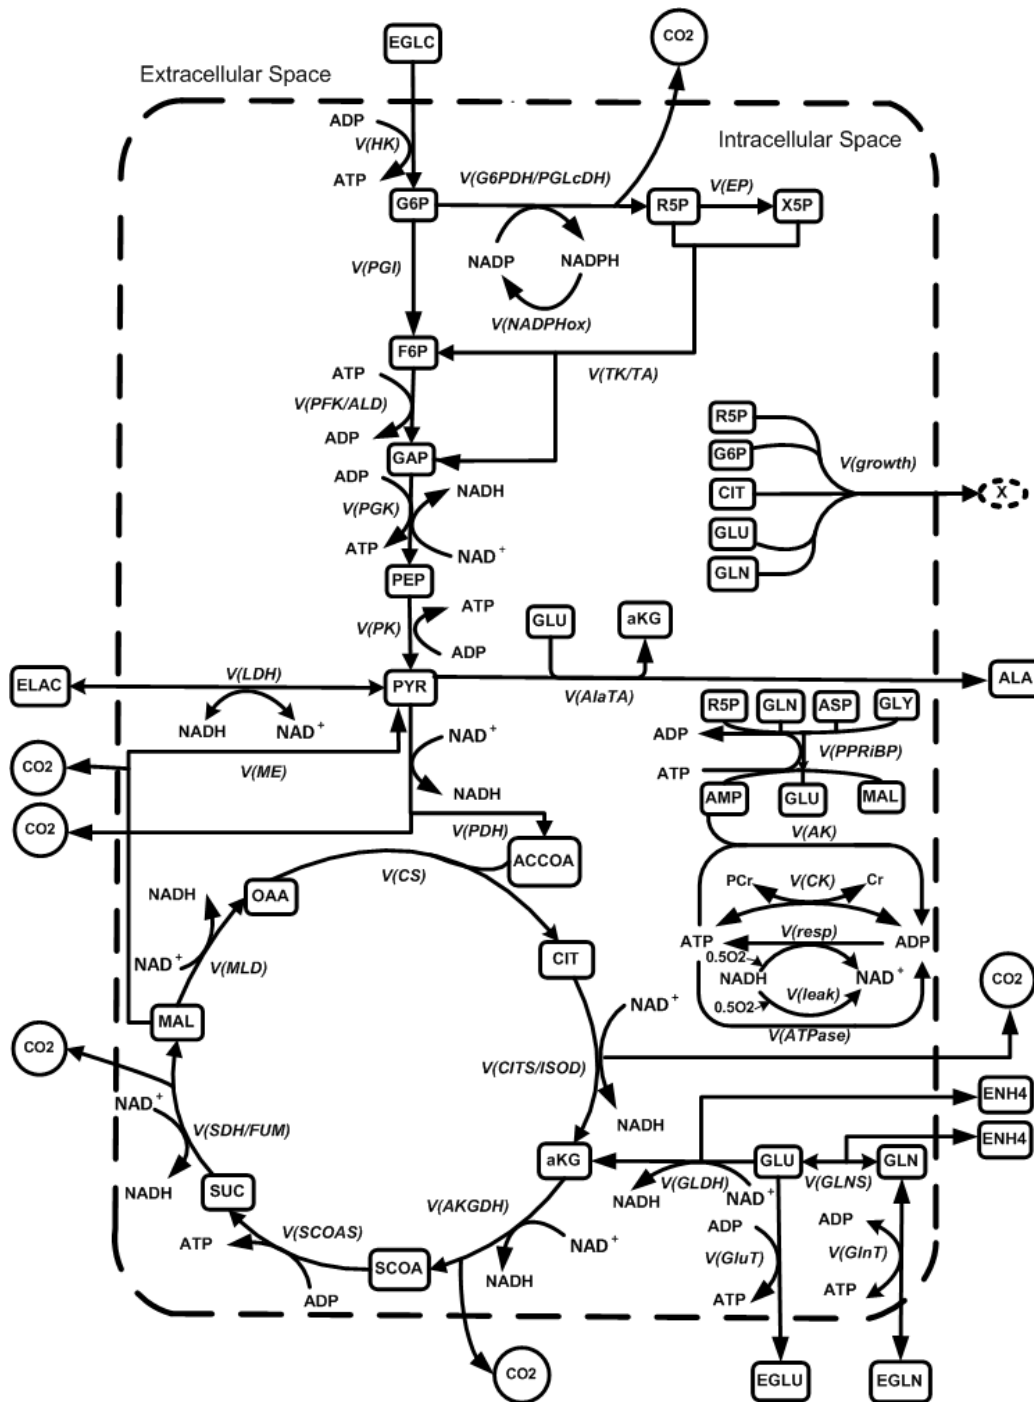 EGLC
CO2
Extracellular Space
ADP
V(HK)
ATP
Intracellular Space
V(G6PDH/PGLcDH)
V(EP)
G6P
R5P
X5P
NADP
NADPH
V(PGI)
V(NADPHox)
F6P
V(TK/TA)
ATP
V(PFK/ALD)
ADP
GAP
ADP
NADH
V(PGK)
ATP
NAD+
PEP
R5P
G6P
V(growth)
CIT
X
GLU
GLN
ATP
V(PK)
ADP
GLU
aKG
ELAC
V(LDH)
PYR
V(AlaTA)
ALA
NADH
NAD+
CO2
V(ME)
NAD+
NADH
CO2
V(PDH)
ACCOA
R5P
GLN
ASP
GLY
ADP
V(PPRiBP)
ATP
AMP
GLU
MAL
V(AK)
PCr
V(CK)
Cr
ATP
V(resp)
ADP
0.5O2
NADH
NAD+
0.5O2
V(leak)
V(ATPase)
V(CS)
OAA
NADH
NAD+
V(MLD)
CIT
MAL
NAD+
CO2
V(CITS/ISOD)
NADH
CO2
NAD+
V(SDH/FUM)
NADH
SUC
aKG
ENH4
ENH4
GLU
GLN
V(GLDH)
NADH
NAD+
V(GLNS)
V(AKGDH)
NAD+
NADH
V(SCOAS)
ATP
SCOA
ADP
ADP
V(GluT)
ATP
ADP
V(GlnT)
ATP
CO2
EGLU
EGLN